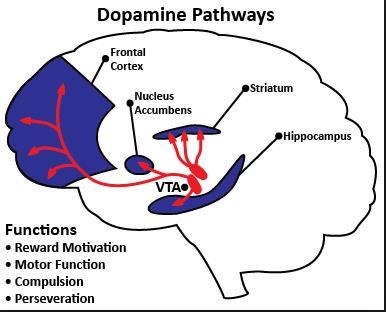 Dopamine Pathways
Frontal
Cortex
Nucleus
Accumbens
Striatum
Hippocampus
VTA
Functions
• Reward Motivation
• Motor Function
• Compulsion
• Perseveration